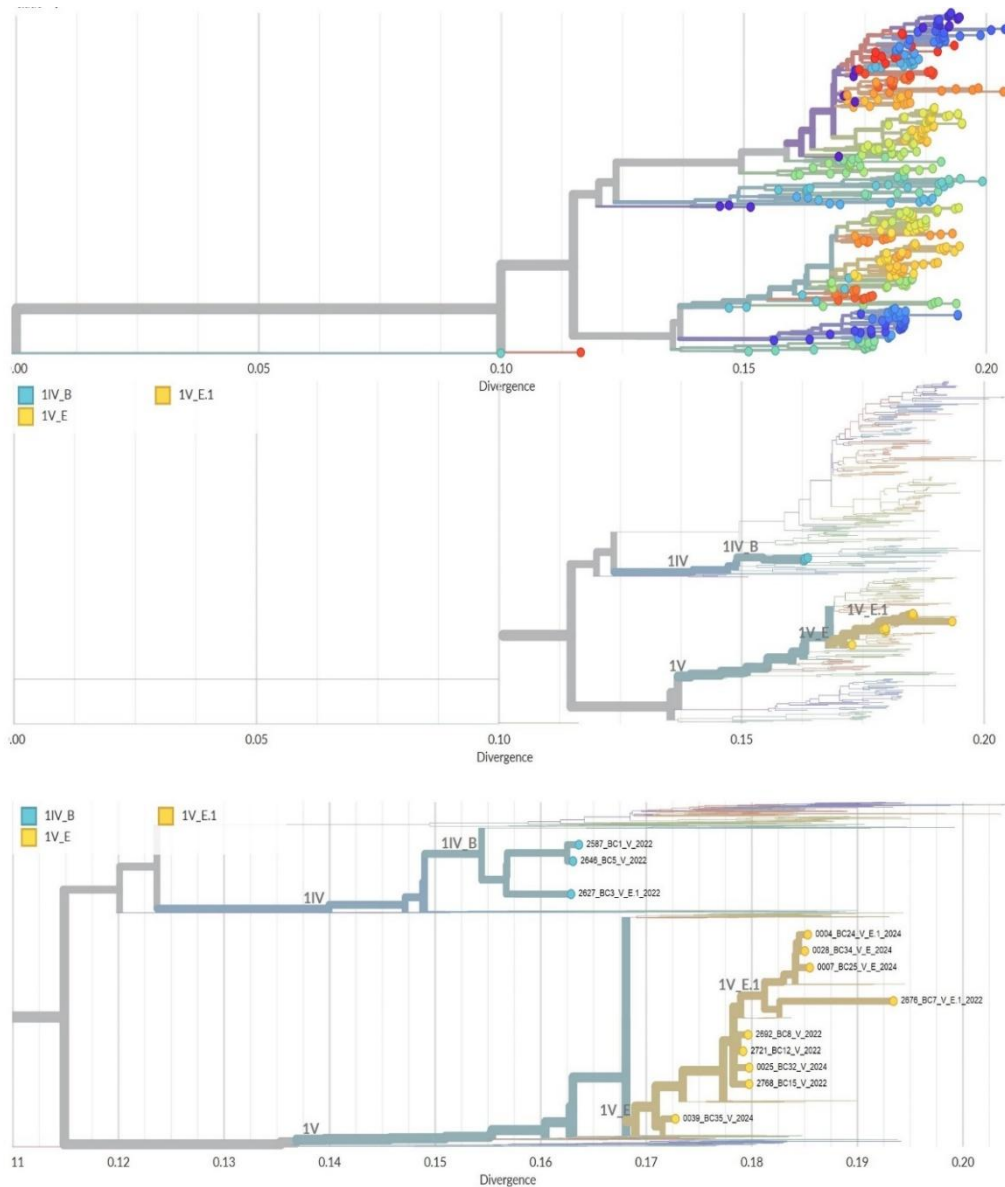 .00 0.05 0.10 0.15 0.20
Divergence
1IV_B 1V_E.1
1V_E
1IV_B
1IV
1V_E.1
1V_E
1V
.00 0.05 0.10 0.15 0.20
Divergence
1IV_B 1V_E.1
1V_E
1IV_B
2587_BC1_V_2022
2646_BC5_V_2022
2627_BC3_V_E.1_2022
1IV
0004_BC24_V_E.1_2024
0028_BC34_V_E_2024
0007_BC25_V_E_2024
1V_E.1
2676_BC7_V_E.1_2022
2692_BC6_V_2022
2721_BC12_V_2022
0025_BC32_V_2024
2768_BC15_V_2022
1V_E
0039_BC35_V_2024
1V
11 0.12 0.13 0.14 0.15 0.16 0.17 0.18 0.19 0.20
Divergence